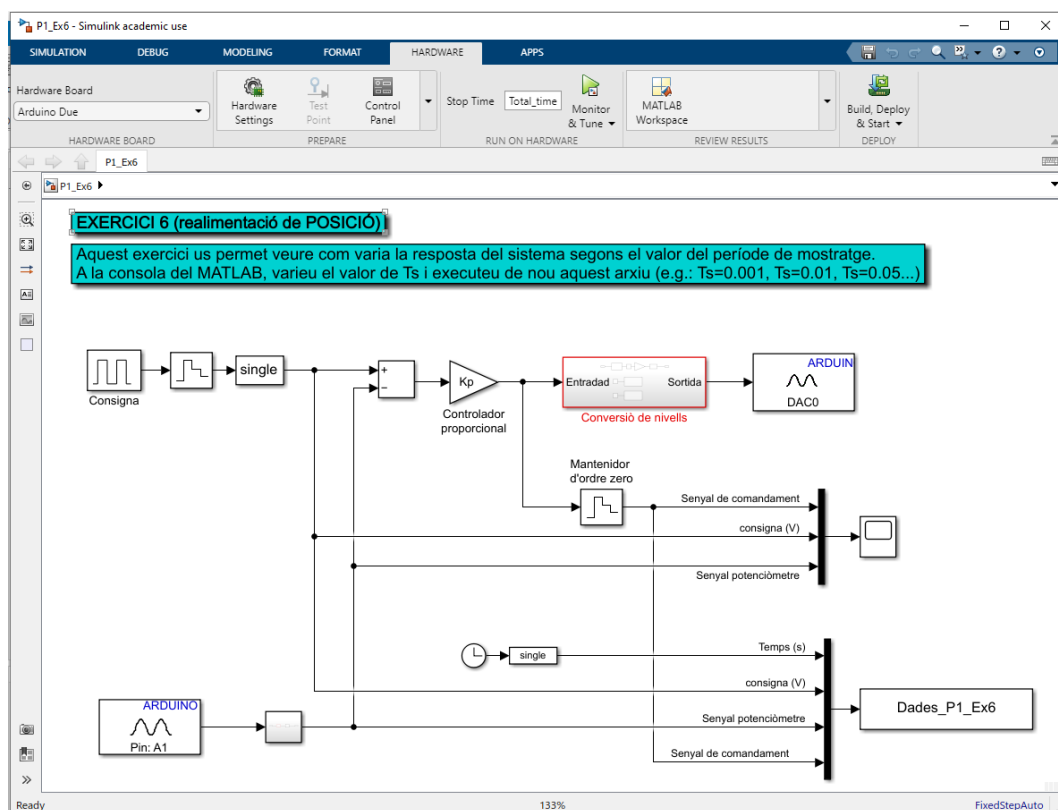 P1_Ex6 - Simulink academic use
SIMULATION DEBUG MODELING FORMAT HARDWARE APPS
Hardware Board
Arduino Due
HARDWARE BOARD
Hardware
Settings
Test
Point
Control
Panel
PREPARE
Stop Time Total_time
Monitor
& Tune
RUN ON HARDWARE
MATLAB
Workspace
REVIEW RESULTS
Build, Deploy
& Start
DEPLOY
P1_Ex6
P1_Ex6
EXERCICI 6 (realimentació de POSICIÓ)
Aquest exercici us permet veure com varia la resposta del sistema segons el valor del període de mostratge.
A la consola del MATLAB, varieu el valor de Ts i executeu de nou aquest arxiu (e.g.: Ts=0.001, Ts=0.01, Ts=0.05...)
Consigna
single
+
−
Kp
Controlador
proporcional
Entradad
Sortida
Conversió de nivells
ARDUIN
DAC0
Mantenidor
d'ordre zero
Senyal de comandament
consigna (V)
Senyal potenciòmetre
single
Temps (s)
consigna (V)
Senyal potenciòmetre
Senyal de comandament
Dades_P1_Ex6
ARDUINO
Pin: A1
Ready
133%
FixedStepAuto